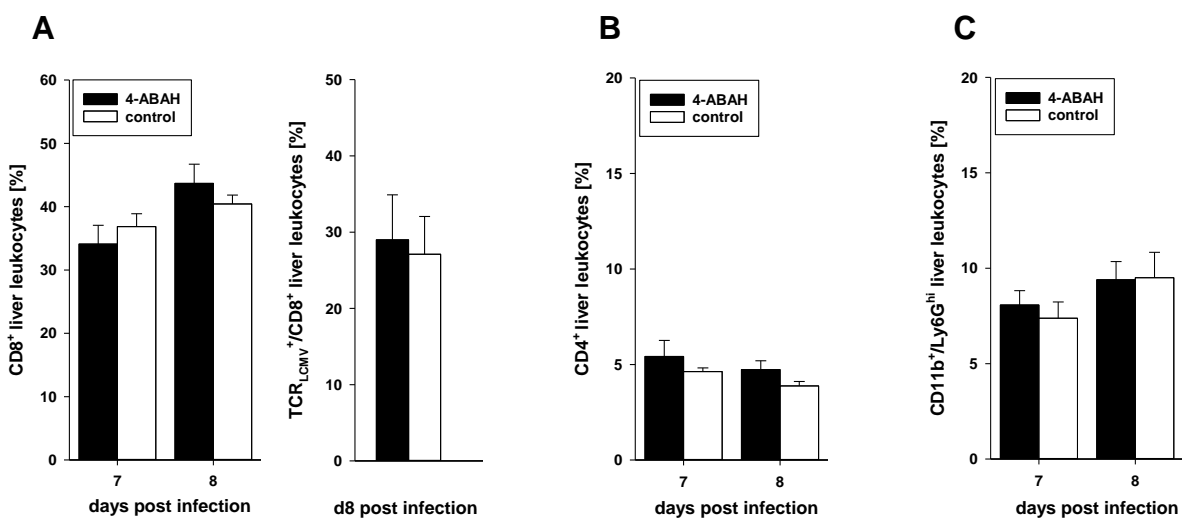 A
CD8+ liver leukocytes [%]
60
50
40
30
20
10
0
4-ABAH
control
7
8
days post infection
TCRLCMV+/CD8+ liver leukocytes [%]
50
40
30
20
10
0
d8 post infection
B
CD4+ liver leukocytes [%]
20
15
10
5
0
4-ABAH
control
7
8
days post infection
C
CD11b+/Ly6Ghi liver leukocytes [%]
20
15
10
5
0
4-ABAH
control
7
8
days post infection